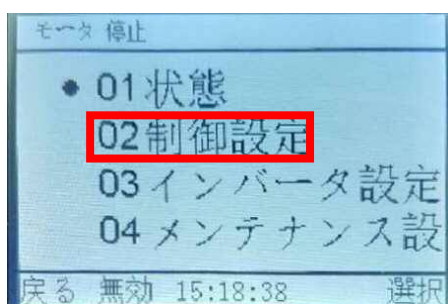 モータ 停止
● 01状態
02制御設定
03インバータ設定
04メンテナンス設
戻る 無効 15:18:38 選択